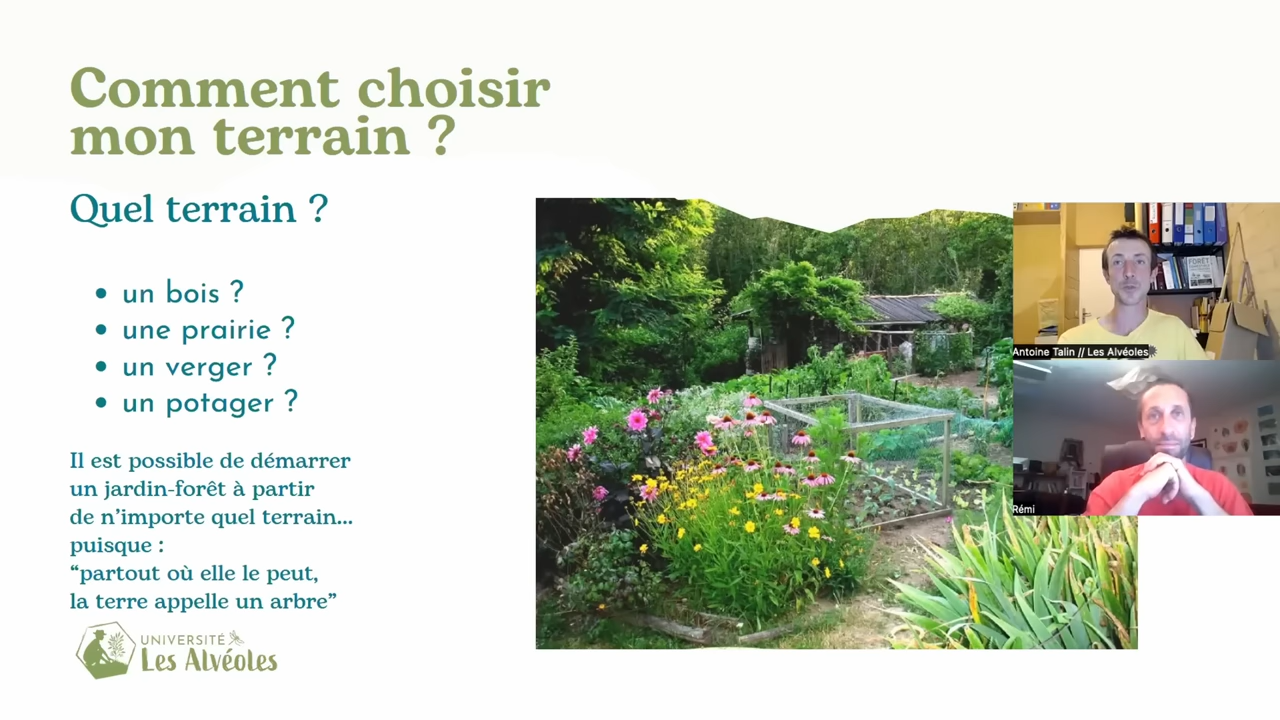 Comment choisir
mon terrain ?
Quel terrain ?
• un bois ?
• une prairie ?
• un verger ?
• un potager ?
Il est possible de démarrer
un jardin-forêt à partir
de n’importe quel terrain...
puisque :
“partout où elle le peut,
la terre appelle un arbre”
UNIVERSITÉ
Les Alvéoles
FORÊT
Antoine Talin // Les Alvéoles
Rémi